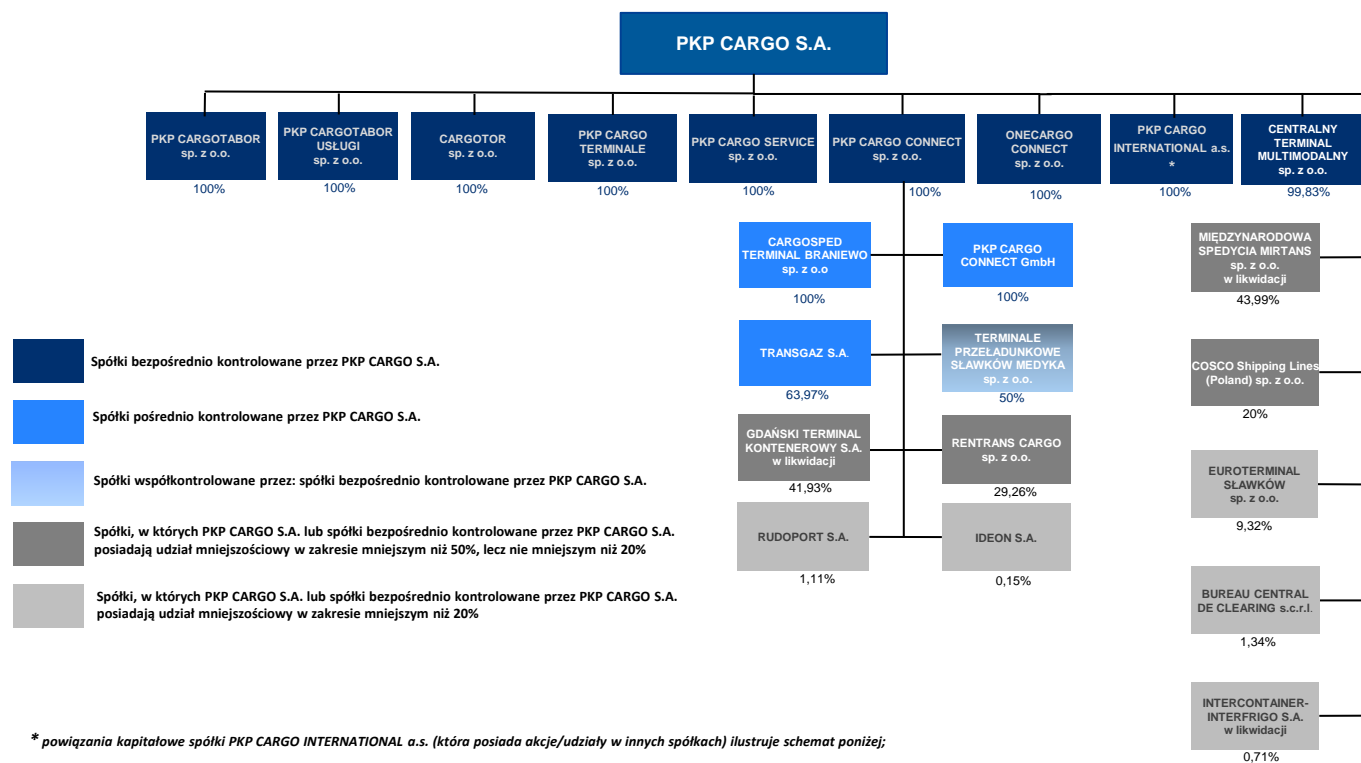 PKP CARGO S.A.
PKP CARGOTABOR
sp. z o.o.
100%
PKP CARGOTABOR
USŁUGI
sp. z o.o.
100%
CARGOTOR
sp. z o.o.
100%
PKP CARGO
TERMINALE
sp. z o.o.
100%
PKP CARGO SERVICE
sp. z o.o.
100%
PKP CARGO CONNECT
sp. z o.o.
100%
ONECARGO
CONNECT
sp. z o.o.
100%
PKP CARGO
INTERNATIONAL a.s.
*
100%
CENTRALNY
TERMINAL
MULTIMODALNY
sp. z o.o.
99,83%
CARGOSPED
TERMINAL BRANIEWO
sp. z o.o
100%
PKP CARGO
CONNECT GmbH
100%
MIĘDZYNARODOWA
SPEDYCIA MIRTANS
sp. z o.o.
w likwidacji
43,99%
TRANSGAZ S.A.
63,97%
TERMINALE
PRZEŁADUNKOWE
SŁAWKÓW MEDYKA
sp. z o.o.
50%
COSCO Shipping Lines
(Poland) sp. z o.o.
20%
GDAŃSKI TERMINAL
KONTENEROWY S.A.
w likwidacji
41,93%
RENTRANS CARGO
sp. z o.o.
29,26%
EUROTERMINAL
SŁAWKÓW
sp. z o.o.
9,32%
RUDOPORT S.A.
1,11%
IDEON S.A.
0,15%
BUREAU CENTRAL
DE CLEARING s.c.r.l.
1,34%
INTERCONTAINER-
INTERFRIGO S.A.
w likwidacji
0,71%
Spółki bezpośrednio kontrolowane przez PKP CARGO S.A.
Spółki pośrednio kontrolowane przez PKP CARGO S.A.
Spółki współkontrolowane przez: spółki bezpośrednio kontrolowane przez PKP CARGO S.A.
Spółki, w których PKP CARGO S.A. lub spółki bezpośrednio kontrolowane przez PKP CARGO S.A.
posiadają udział mniejszościowy w zakresie mniejszym niż 50%, lecz nie mniejszym niż 20%
Spółki, w których PKP CARGO S.A. lub spółki bezpośrednio kontrolowane przez PKP CARGO S.A.
posiadają udział mniejszościowy w zakresie mniejszym niż 20%
* powiązania kapitałowe spółki PKP CARGO INTERNATIONAL a.s. (która posiada akcje/udziały w innych spółkach) ilustruje schemat poniżej;